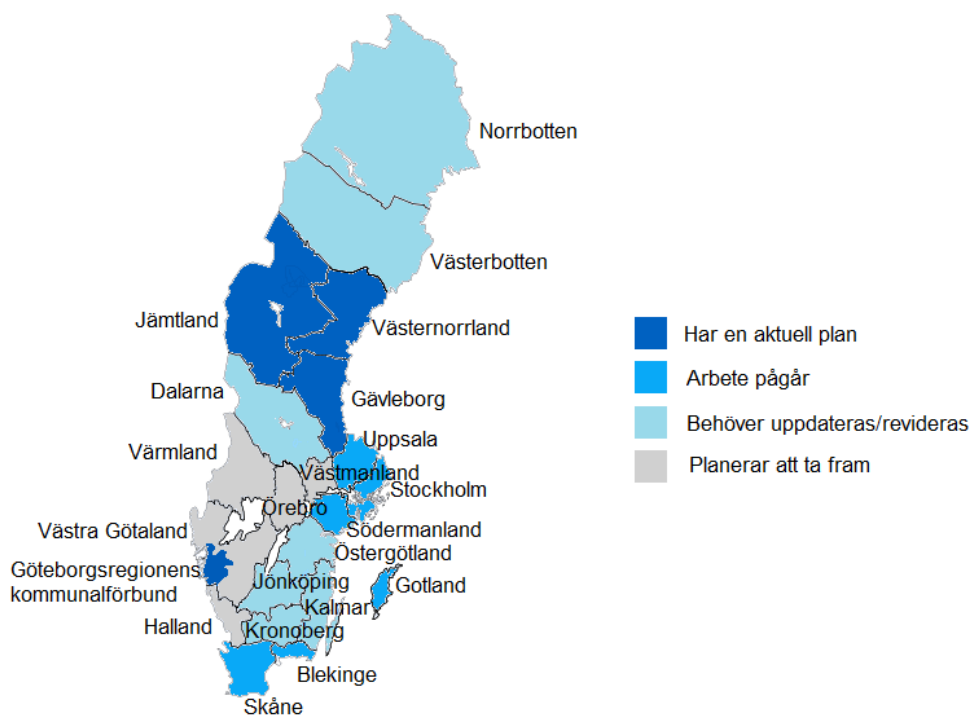 Norrbotten
Västerbotten
Jämtland
Västernorrland
Dalarna
Gävleborg
Uppsala
Värmland
Västmanland
Stockholm
Örebro
Västra Götaland
Södermanland
Östergötland
Göteborgsregionens
kommunalförbund
Jönköping
Gotland
Kalmar
Halland
Kronoberg
Blekinge
Skåne
Har en aktuell plan
Arbete pågår
Behöver uppdateras/revideras
Planerar att ta fram